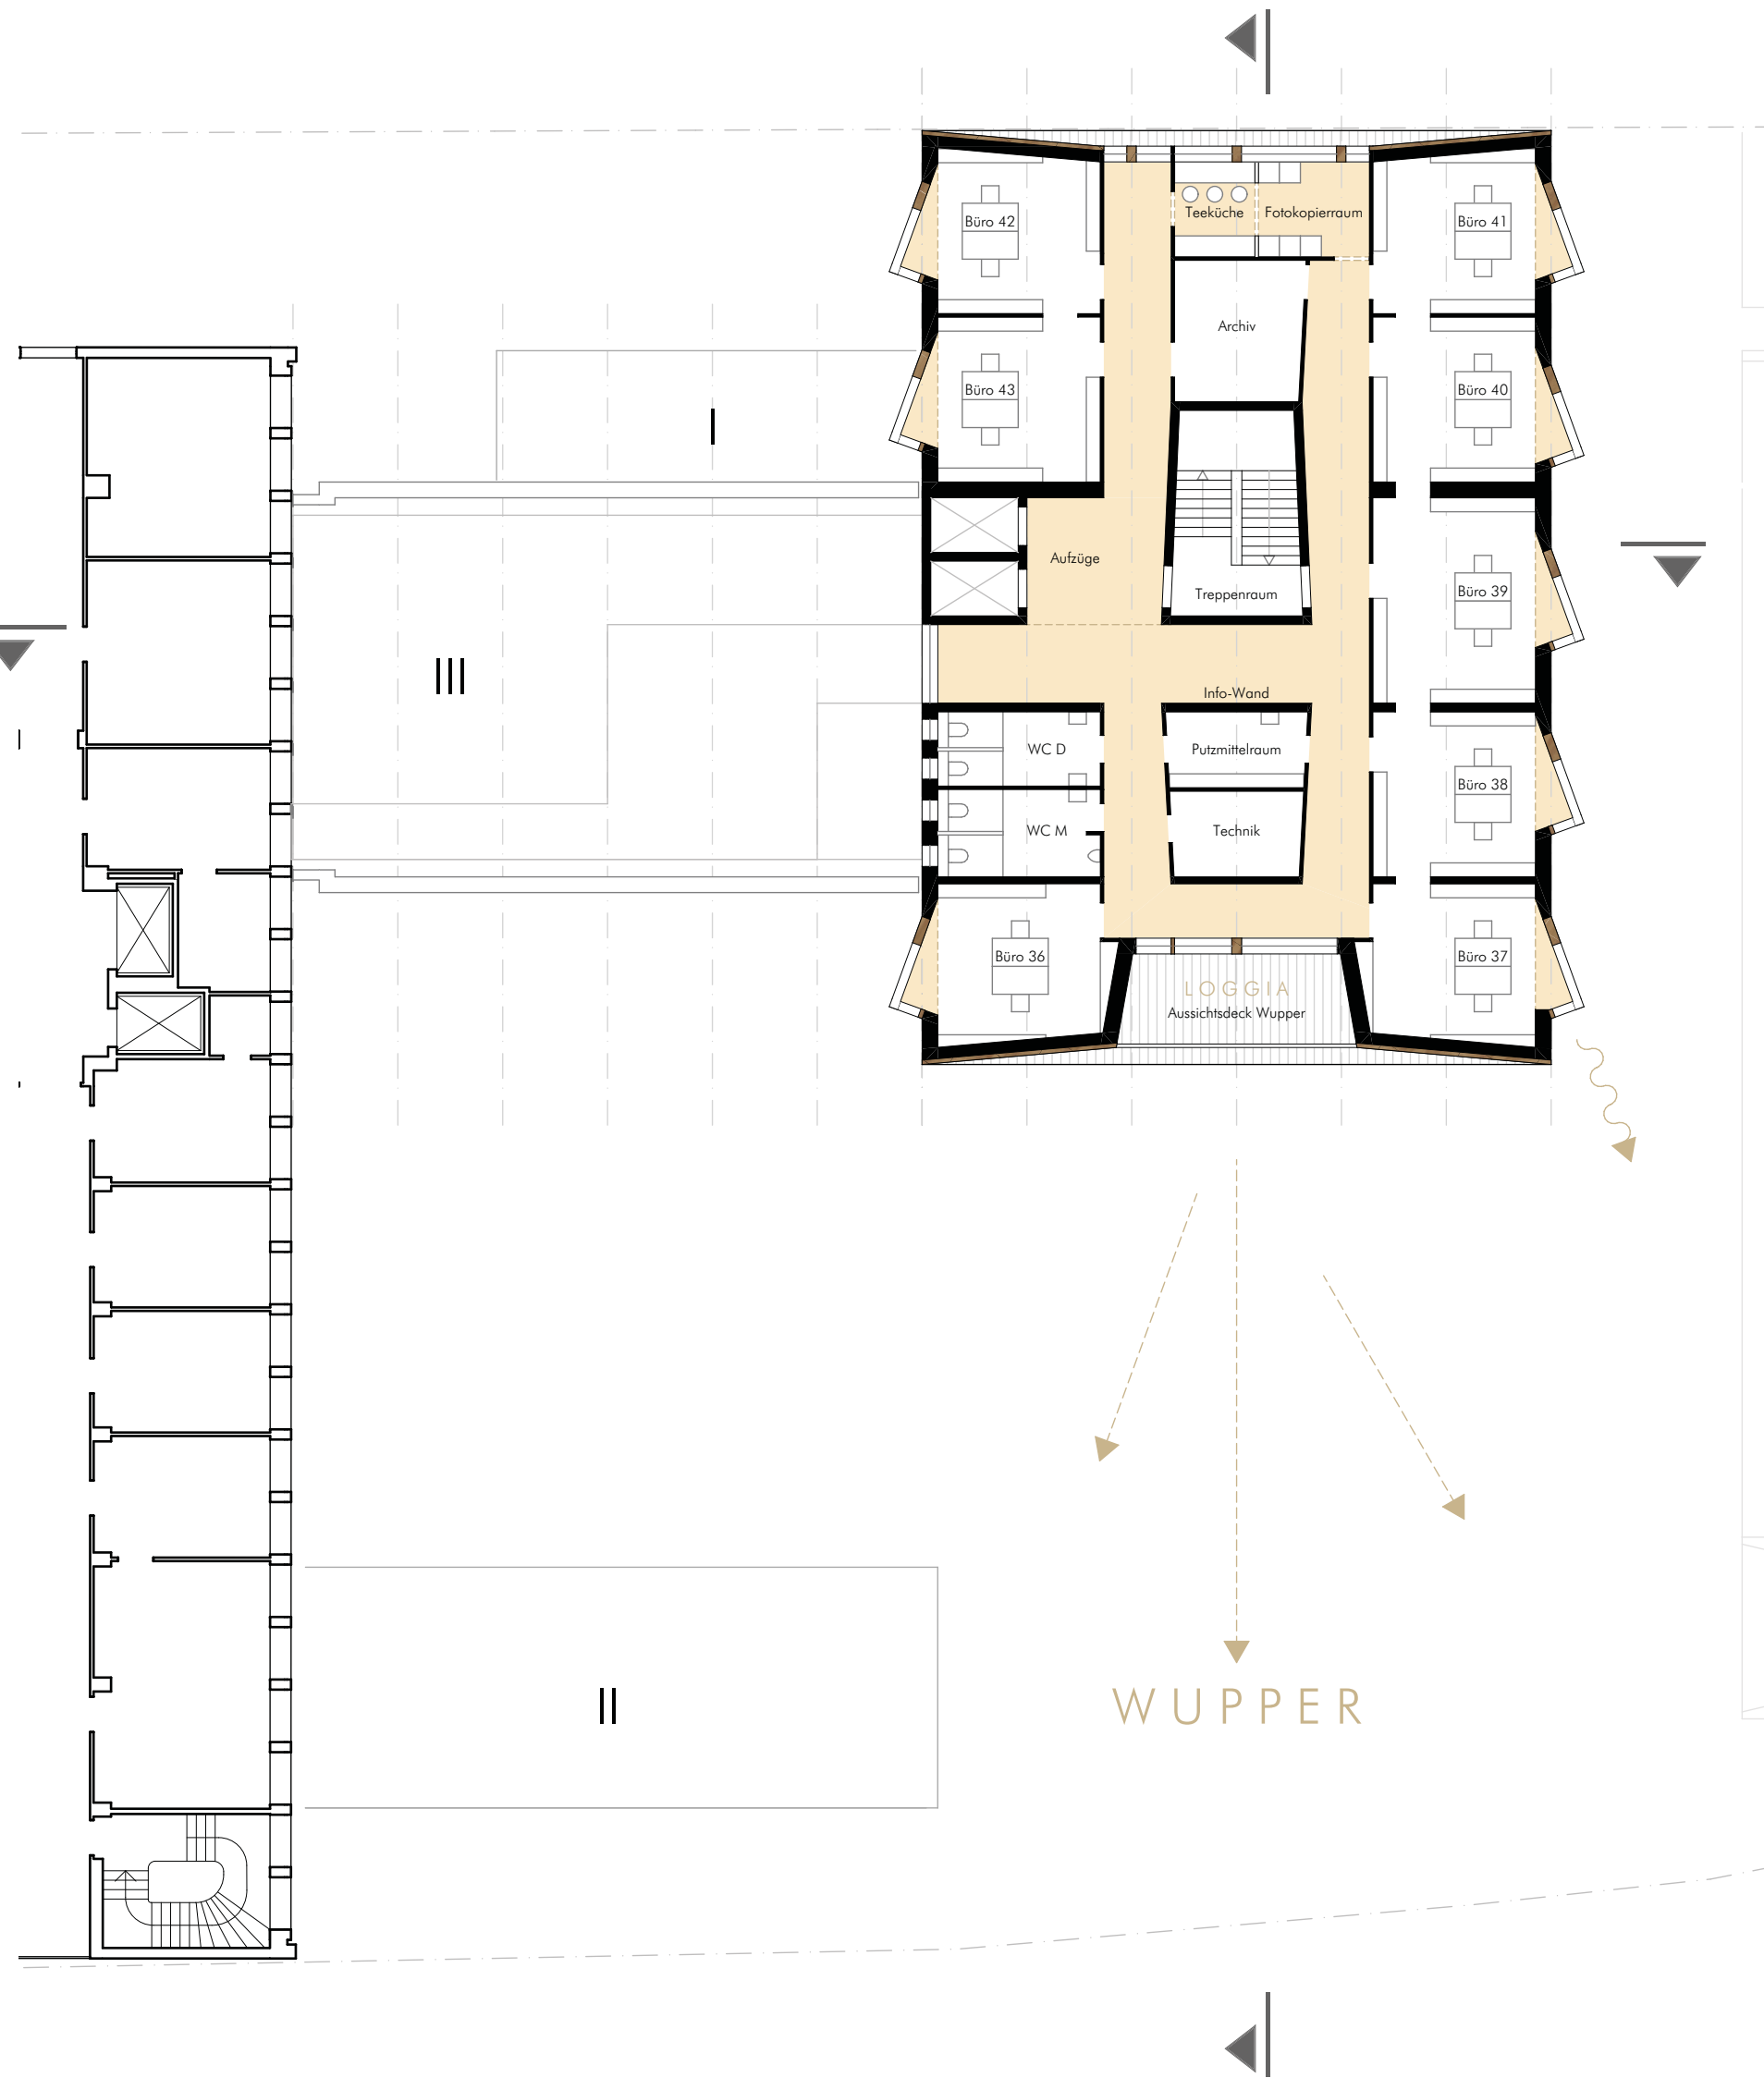 Büro 42
Teeküche
Fotokopierraum
Büro 41
Archiv
Büro 43
Büro 40
I
Aufzüge
Treppenraum
Büro 39
III
Info-Wand
WC D
Putzmittelraum
Büro 38
WC M
Technik
Büro 36
Büro 37
LOGGIA
Aussichtsdeck Wupper
II
WUPPER